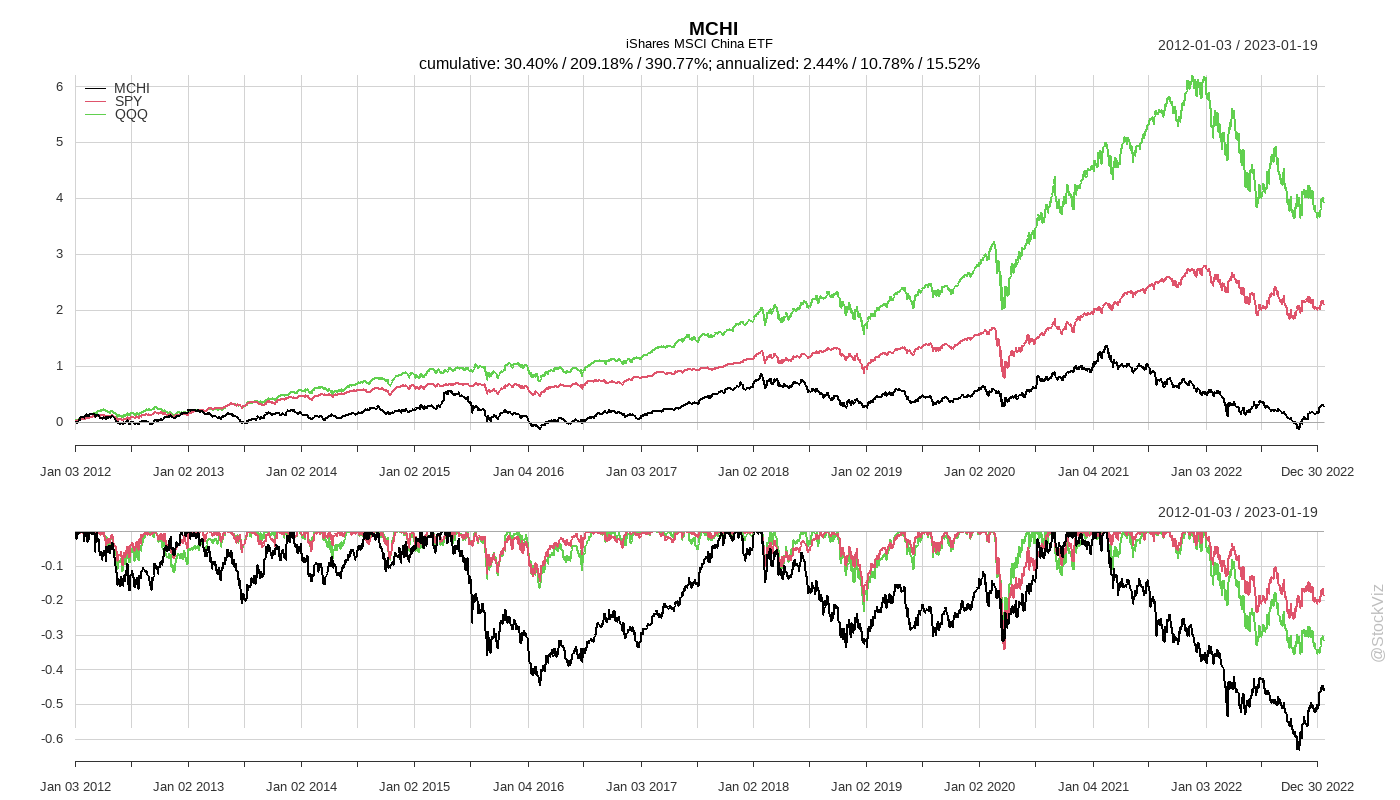 MCHI
iShares MSCI China ETF
2012-01-03 / 2023-01-19
cumulative: 30.40% / 209.18% / 390.77%; annualized: 2.44% / 10.78% / 15.52%
MCHI
SPY
QQQ
6
5
4
3
2
1
0
Jan 03 2012 Jan 02 2013 Jan 02 2014 Jan 02 2015 Jan 04 2016 Jan 03 2017 Jan 02 2018 Jan 02 2019 Jan 02 2020 Jan 04 2021 Jan 03 2022 Dec 30 2022
2012-01-03 / 2023-01-19
-0.1
-0.2
-0.3
-0.4
-0.5
-0.6
Jan 03 2012 Jan 02 2013 Jan 02 2014 Jan 02 2015 Jan 04 2016 Jan 03 2017 Jan 02 2018 Jan 02 2019 Jan 02 2020 Jan 04 2021 Jan 03 2022 Dec 30 2022
@StockViz